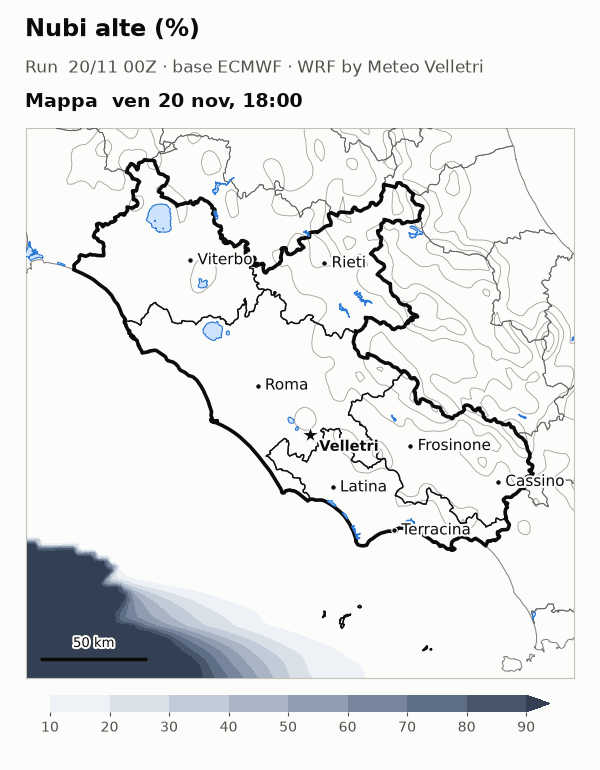 Nubi alte (%)
Run  20/11 00Z · base ECMWF · WRF by Meteo Velletri
Mappa  ven 20 nov, 18:00
Viterbo
Rieti
Roma
Velletri
Frosinone
Cassino
Latina
Terracina
50 km
10 20 30 40 50 60 70 80 90